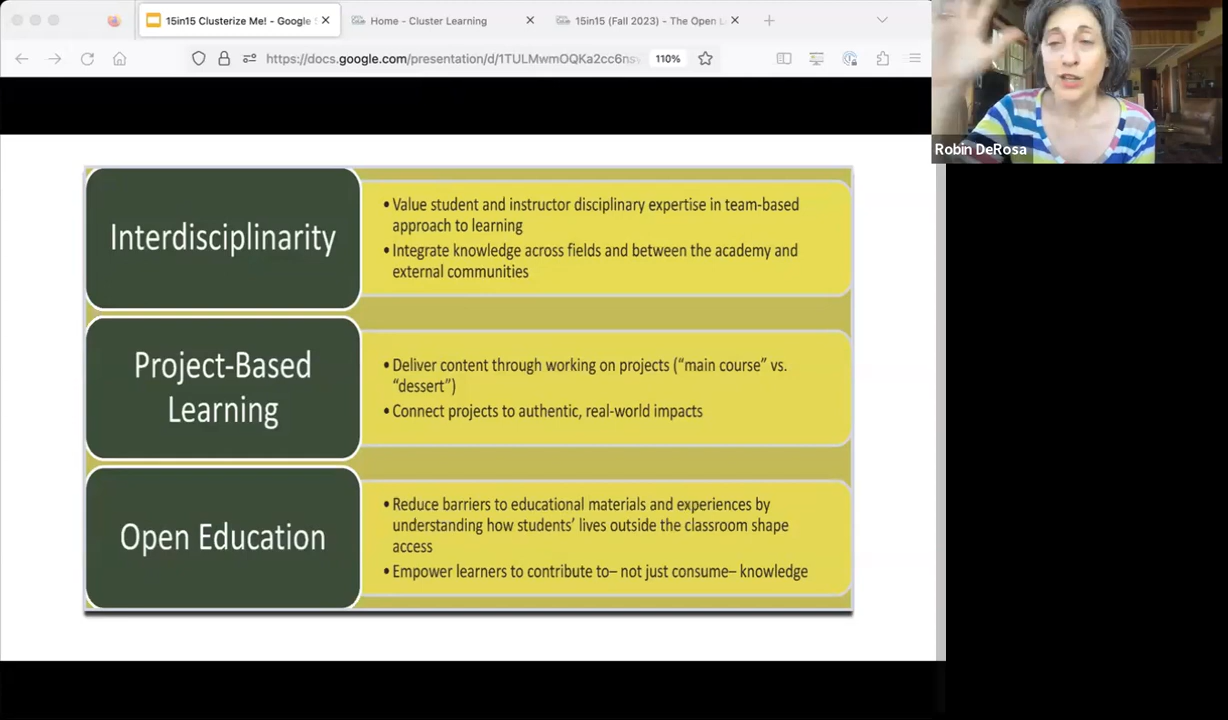 15in15 Clusterize Me! - Google
Home - Cluster Learning
15in15 (Fall 2023) - The Open L
https://docs.google.com/presentation/d/1TULMwmOQKa2cc6ns
110%
Robin DeRosa
Interdisciplinarity
• Value student and instructor disciplinary expertise in team-based
approach to learning
• Integrate knowledge across fields and between the academy and
external communities
Project-Based
Learning
• Deliver content through working on projects (“main course” vs.
“dessert”)
• Connect projects to authentic, real-world impacts
Open Education
• Reduce barriers to educational materials and experiences by
understanding how students’ lives outside the classroom shape
access
• Empower learners to contribute to– not just consume– knowledge